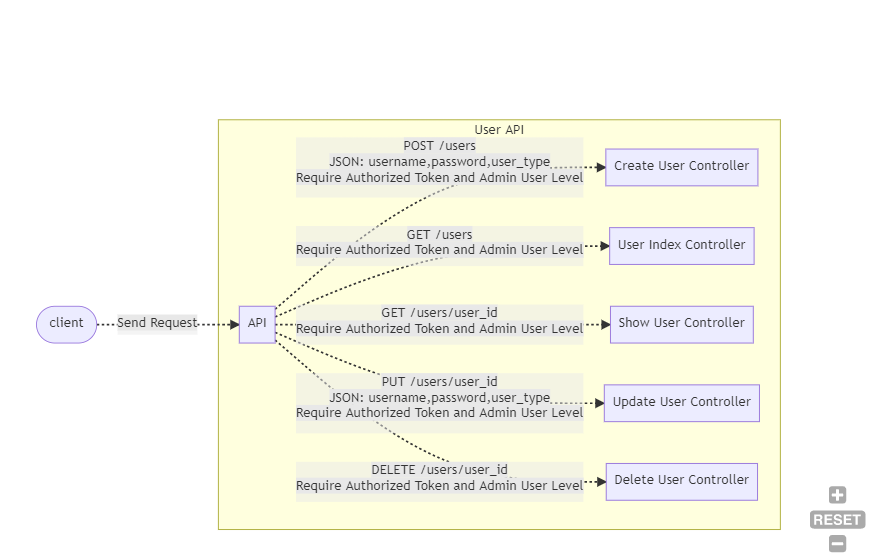 User API
POST /users
JSON: username,password,user_type
Require Authorized Token and Admin User Level
Create User Controller
GET /users
Require Authorized Token and Admin User Level
User Index Controller
client
Send Request
API
GET /users/user_id
Require Authorized Token and Admin User Level
Show User Controller
PUT /users/user_id
JSON: username,password,user_type
Require Authorized Token and Admin User Level
Update User Controller
DELETE /users/user_id
Require Authorized Token and Admin User Level
Delete User Controller
RESET